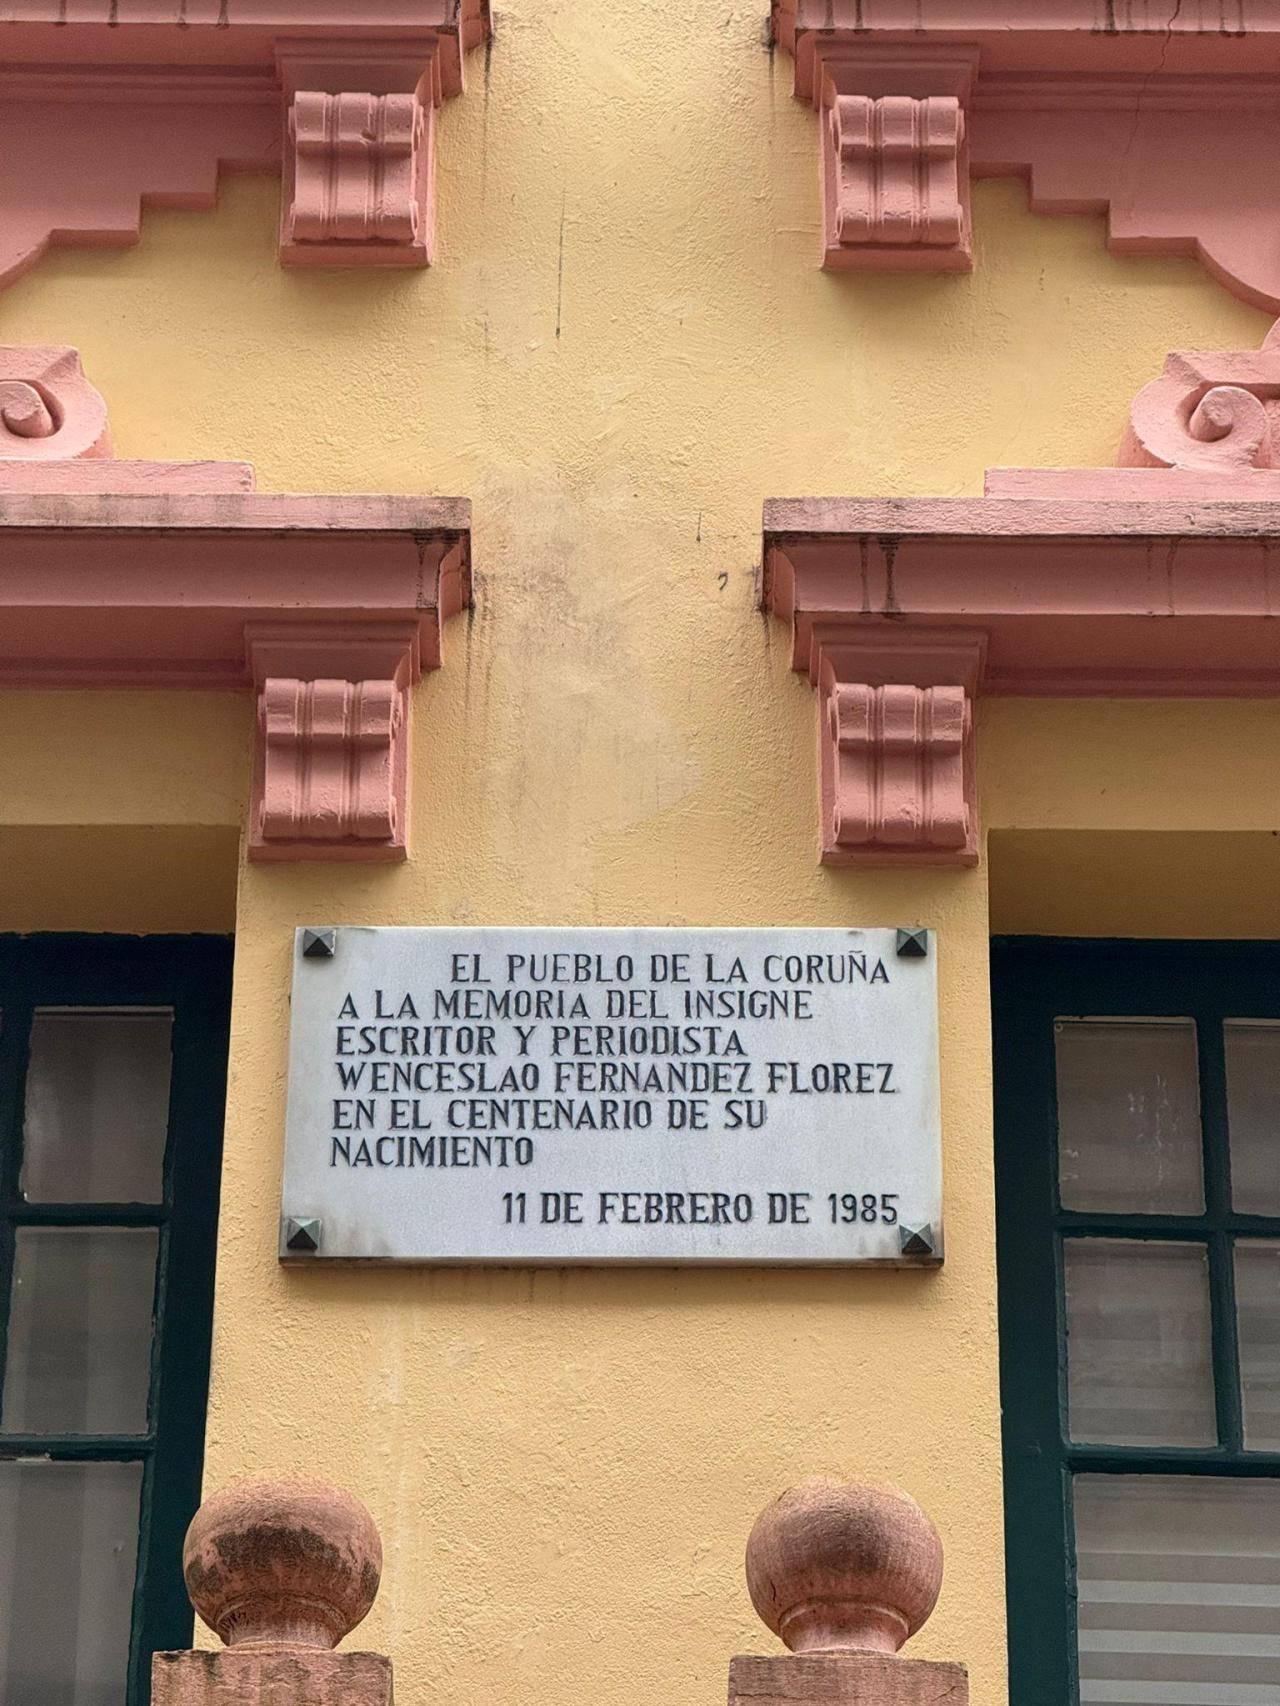 EL PUEBLO DE LA CORUÑA
A LA MEMORIA DEL INSIGNE
ESCRITOR Y PERIODISTA
WENCESLAO FERNANDEZ FLOREZ
EN EL CENTENARIO DE SU
NACIMIENTO
11 DE FEBRERO DE 1985